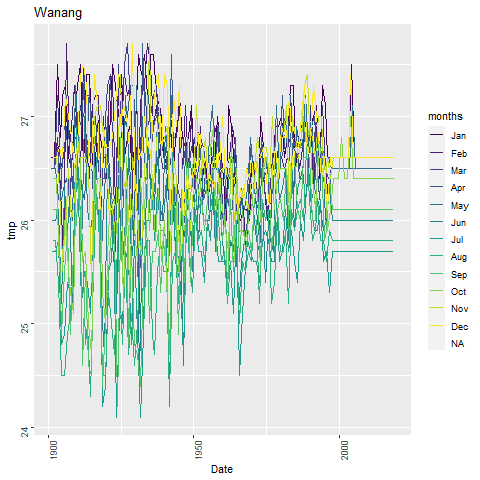 Wanang
27
26
25
24
tmp
1900
1950
2000
Date
months
Jan
Feb
Mar
Apr
May
Jun
Jul
Aug
Sep
Oct
Nov
Dec
NA